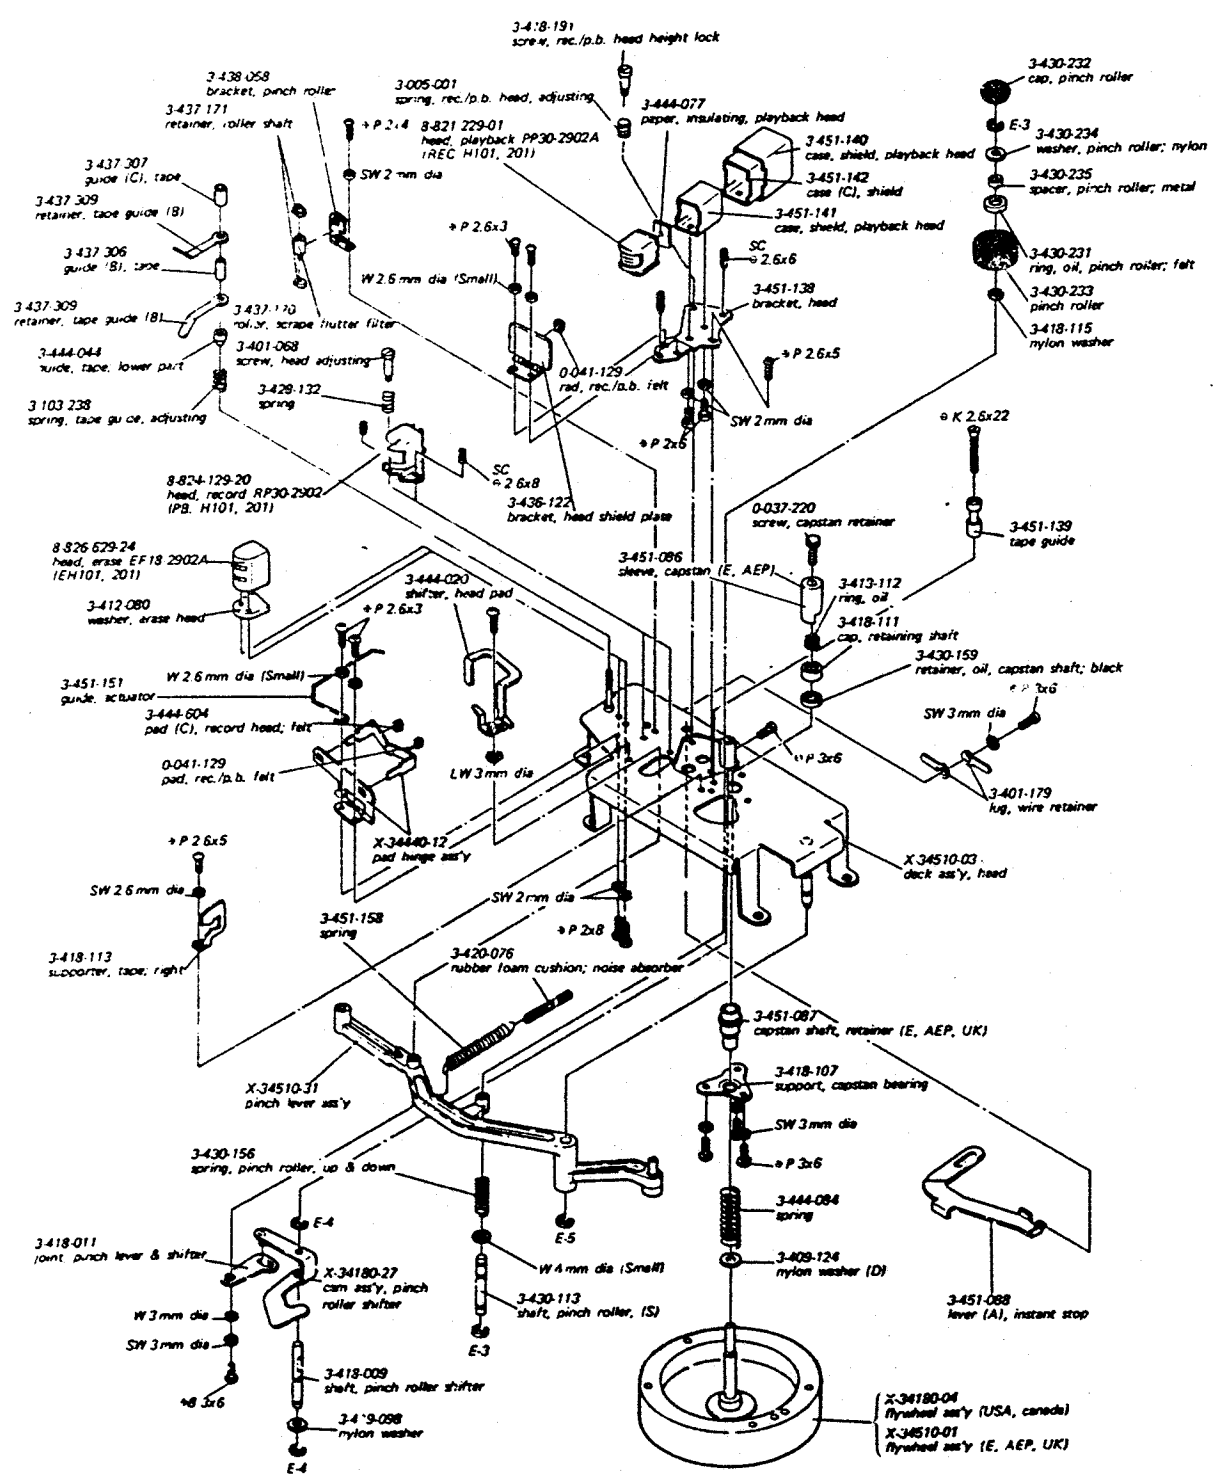 screw, rec./p.b. head height lock
3-438-058
bracket, pinch roller
3-437-171
retainer, roller shaft
3-005-001
spring, rec./p.b. head, adjusting
8-821 229-01
head, playback PP30-2902A
(REC H101, 201)
3-444-077
paper, insulating, playback head
3-430-232
cap, pinch roller
E-3
3-430-234
washer, pinch roller; nylon
3-430-235
spacer, pinch roller; metal
3-430-231
ring, oil, pinch roller; felt
3-430-233
pinch roller
3-418-115
nylon washer
3-451-140
case, shield, playback head
3-451-142
case (C), shield
3-451-141
case, shield, playback head
3-437 307
guide (C), tape
3-437 309
retainer, tape guide (B)
3-437 306
guide (B), tape
3-437-309
retainer, tape guide (B)
3-444-044
guide, tape, lower part
3 103 238
spring, tape guide, adjusting
SW 2 mm dia
⊕ P 2.6x3
W 2.6 mm dia (Small)
SC
⊖ 2.6x6
3-451-138
bracket, head
3-437-170
roller, scrape flutter filter
3-401-068
screw, head adjusting
3-428-132
spring
0-041-129
rad, rec./p.b. felt
⊕ P 2.6x5
SW 2 mm dia
⊕ P 2x6
⊕ K 2.6x22
8-824-129-20
head, record RP30-2902
(PB. H101, 201)
SC
⊖ 2.6x8
3-436-122
bracket, head shield plate
0-037-220
screw, capstan retainer
3-451-139
tape guide
8-826 629-24
head, erase EF18 2902A
(EH101, 201)
3-412-080
washer, erase head
3-444-020
shifter, head pad
⊕ P 2.6x3
3-451-086
sleeve, capstan (E, AEP)
3-413-112
ring, oil
3-418-111
cap, retaining shaft
3-430-159
retainer, oil, capstan shaft; black
W 2.6 mm dia (Small)
3-451-151
guide, actuator
3-444-604
pad (C), record head; felt
0-041-129
pad, rec./p.b. felt
LW 3 mm dia
SW 3 mm dia
⊕ P 3x6
3-401-179
lug, wire retainer
X-34440-12
pad hinge ass'y
X-34510-03
deck ass'y, head
⊕ P 2.6x5
SW 2.6 mm dia
3-418-113
supporter, tape; right
SW 2 mm dia
⊕ P 2x8
3-451-158
spring
3-420-076
rubber foam cushion; noise absorber
3-451-087
capstan shaft, retainer (E, AEP, UK)
3-418-107
support, capstan bearing
SW 3 mm dia
⊕ P 3x6
X-34510-31
pinch lever ass'y
3-430-156
spring, pinch roller, up & down
3-444-084
spring
3-409-124
nylon washer (D)
3-451-088
lever (A), instant stop
E-4
E-5
3-418-011
joint, pinch lever & shifter
X-34180-27
cam ass'y, pinch
roller shifter
W 4 mm dia (Small)
3-430-113
shaft, pinch roller, (S)
E-3
W 3 mm dia
SW 3 mm dia
⊕B 3x6
3-418-009
shaft, pinch roller shifter
nylon washer
E-4
X-34180-04
flywheel ass'y (USA, canada)
X-34510-01
flywheel ass'y (E, AEP, UK)